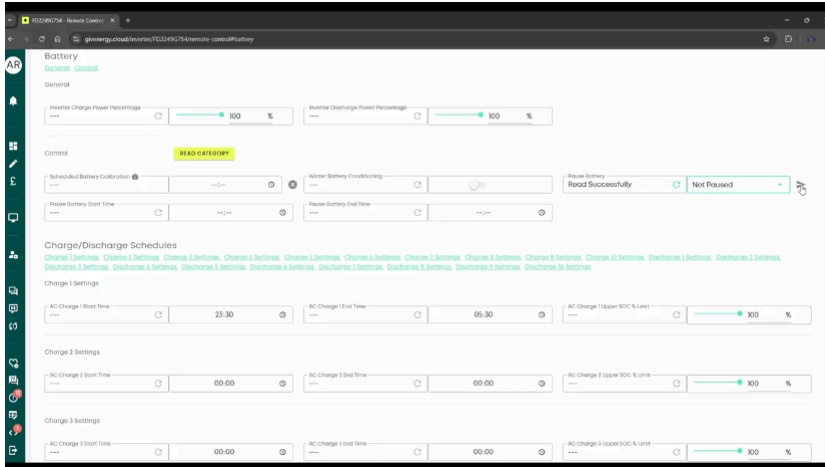 FD2249G754 - Remote Control
givenergy.cloud/inverter/FD2249G754/remote-control#battery
AR
Battery
General Control
General
Inverter Charge Power Percentage
---
100 %
Inverter Discharge Power Percentage
---
100 %
Control
READ CATEGORY
Scheduled Battery Calibration
---
--:--
Winter Battery Conditioning
---
Pause Battery
Read Successfully
Not Paused
Pause Battery Start Time
---
--:--
Pause Battery End Time
---
--:--
Charge/Discharge Schedules
Charge 1 Settings Charge 2 Settings Charge 3 Settings Charge 4 Settings Charge 5 Settings Charge 6 Settings Charge 7 Settings Charge 8 Settings Charge 9 Settings Charge 10 Settings Discharge 1 Settings Discharge 2 Settings
Discharge 3 Settings Discharge 4 Settings Discharge 5 Settings Discharge 6 Settings Discharge 7 Settings Discharge 8 Settings Discharge 9 Settings Discharge 10 Settings
Charge 1 Settings
AC Charge 1 Start Time
---
23:30
AC Charge 1 End Time
---
05:30
AC Charge 1 Upper SOC % Limit
---
100 %
Charge 2 Settings
AC Charge 2 Start Time
---
00:00
AC Charge 2 End Time
---
00:00
AC Charge 2 Upper SOC % Limit
---
100 %
Charge 3 Settings
AC Charge 3 Start Time
---
00:00
AC Charge 3 End Time
---
00:00
AC Charge 3 Upper SOC % Limit
---
100 %